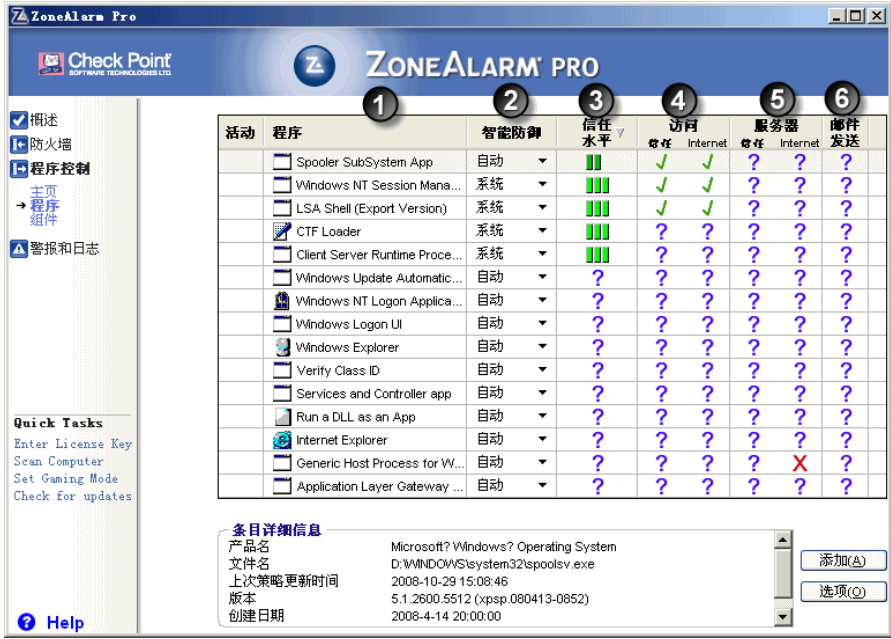 ZoneAlarm Pro
Check Point
SOFTWARE TECHNOLOGIES LTD.
ZA
ZONEALARM PRO
1 2 3 4 5 6
概述
防火墙
程序控制
主页
程序
组件
警报和日志
Quick Tasks
Enter License Key
Scan Computer
Set Gaming Mode
Check for updates
Help
活动 程序 智能防御 信任水平 访问 服务器 邮件发送
信任 Internet 信任 Internet
Spooler SubSystem App 自动 ? ? ?
Windows NT Session Mana... 系统 ? ? ?
LSA Shell (Export Version) 系统 ? ? ?
CTF Loader 系统 ? ? ? ? ?
Client Server Runtime Proce... 系统 ? ? ? ? ?
Windows Update Automatic... 自动 ? ? ? ? ? ?
Windows NT Logon Applica... 自动 ? ? ? ? ? ?
Windows Logon UI 自动 ? ? ? ? ? ?
Windows Explorer 自动 ? ? ? ? ? ?
Verify Class ID 自动 ? ? ? ? ? ?
Services and Controller app 自动 ? ? ? ? ? ?
Run a DLL as an App 自动 ? ? ? ? ? ?
Internet Explorer 自动 ? ? ? ? ? ?
Generic Host Process for W... 自动 ? ? ? ? X ?
Application Layer Gateway ... 自动 ? ? ? ? ? ?
条目详细信息
产品名 Microsoft? Windows? Operating System
文件名 D:\WINDOWS\system32\spoolsv.exe
上次策略更新时间 2008-10-29 15:08:46
版本 5.1.2600.5512 (xpsp.080413-0852)
创建日期 2008-4-14 20:00:00
添加(A)
选项(O)